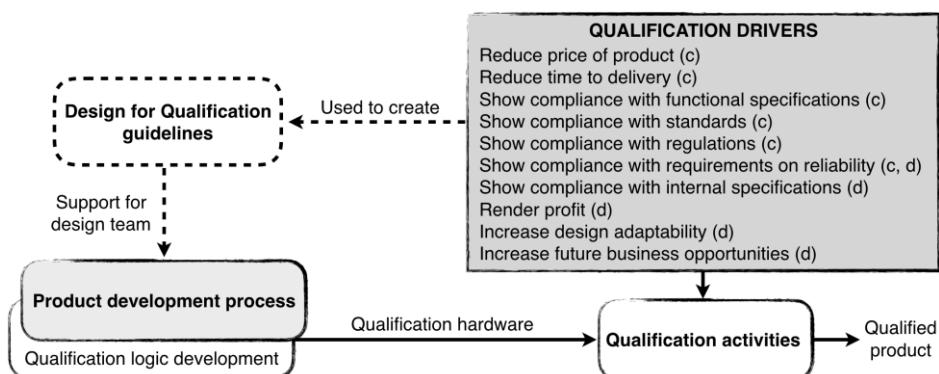 QUALIFICATION DRIVERS
Reduce price of product (c)
Reduce time to delivery (c)
Show compliance with functional specifications (c)
Show compliance with standards (c)
Show compliance with regulations (c)
Show compliance with requirements on reliability (c, d)
Show compliance with internal specifications (d)
Render profit (d)
Increase design adaptability (d)
Increase future business opportunities (d)
Used to create
Design for Qualification
guidelines
Support for
design team
Product development process
Qualification logic development
Qualification hardware
Qualification activities
Qualified
product